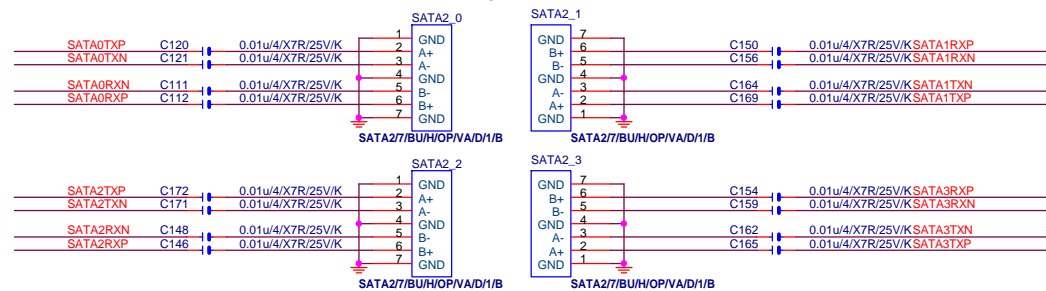 SATA2_0
1 GND
SATA0TXP C120 0.01u/4/X7R/25V/K 2 A+
SATA0TXN C121 0.01u/4/X7R/25V/K 3 A-
4 GND
SATA0RXN C111 0.01u/4/X7R/25V/K 5 B-
SATA0RXP C112 0.01u/4/X7R/25V/K 6 B+
7 GND
SATA2/7/BU/H/OP/VA/D/1/B
SATA2_1
GND 7
B+ 6 C150 0.01u/4/X7R/25V/K SATA1RXP
B- 5 C156 0.01u/4/X7R/25V/K SATA1RXN
GND 4
A- 3 C164 0.01u/4/X7R/25V/K SATA1TXN
A+ 2 C169 0.01u/4/X7R/25V/K SATA1TXP
GND 1
SATA2/7/BU/H/OP/VA/D/1/B
SATA2_2
1 GND
SATA2TXP C172 0.01u/4/X7R/25V/K 2 A+
SATA2TXN C171 0.01u/4/X7R/25V/K 3 A-
4 GND
SATA2RXN C148 0.01u/4/X7R/25V/K 5 B-
SATA2RXP C146 0.01u/4/X7R/25V/K 6 B+
7 GND
SATA2/7/BU/H/OP/VA/D/1/B
SATA2_3
GND 7
B+ 6 C154 0.01u/4/X7R/25V/K SATA3RXP
B- 5 C159 0.01u/4/X7R/25V/K SATA3RXN
GND 4
A- 3 C162 0.01u/4/X7R/25V/K SATA3TXN
A+ 2 C165 0.01u/4/X7R/25V/K SATA3TXP
GND 1
SATA2/7/BU/H/OP/VA/D/1/B